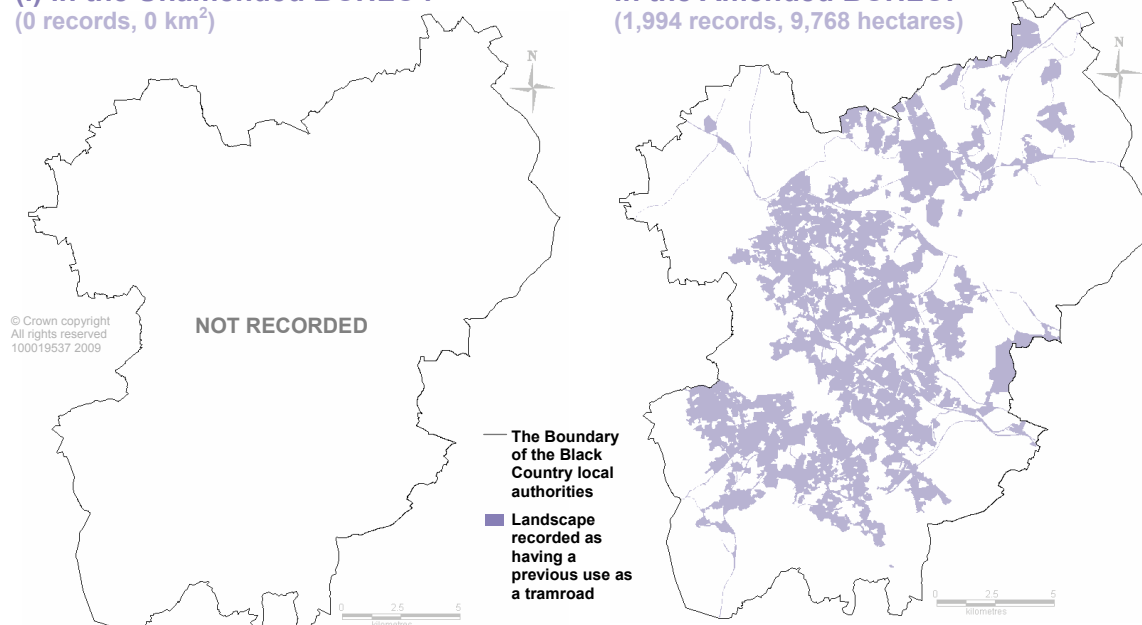 (0 records, 0 km²)
(1,994 records, 9,768 hectares)
N
N
© Crown copyright
All rights reserved
100019537 2009
NOT RECORDED
The Boundary
of the Black
Country local
authorities
Landscape
recorded as
having a
previous use as
a tramroad
0 2.5 5
kilometres
0 2.5 5
kilometres